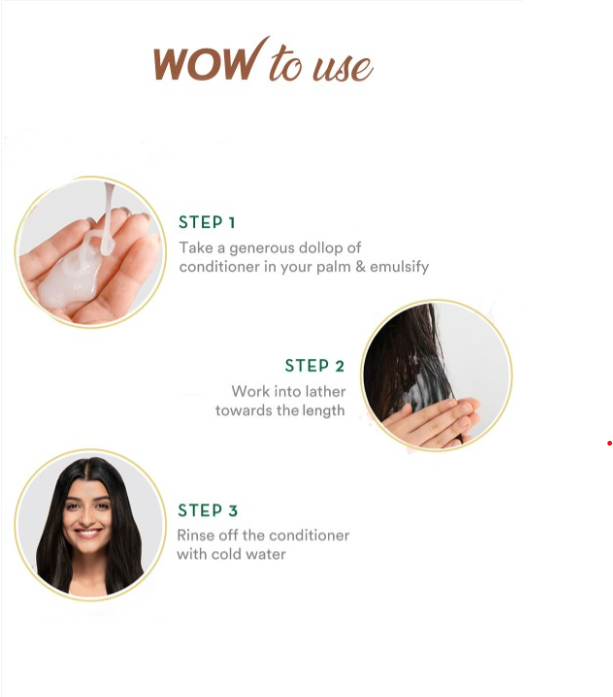 WOW to use
STEP 1
Take a generous dollop of
conditioner in your palm & emulsify
STEP 2
Work into lather
towards the length
STEP 3
Rinse off the conditioner
with cold water